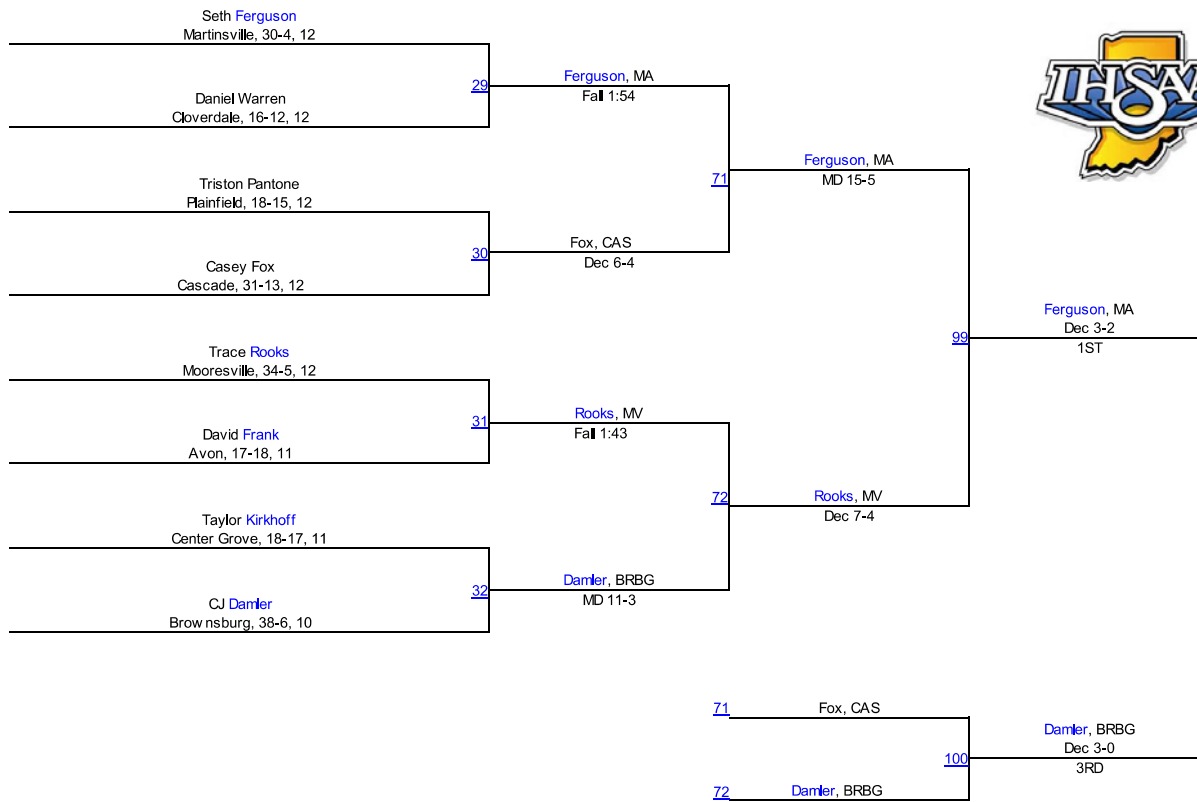 Seth Ferguson
Martinsville, 30-4, 12
29
Daniel Warren
Cloverdale, 16-12, 12
Ferguson, MA
Fall 1:54
Triston Pantone
Plainfield, 18-15, 12
30
Casey Fox
Cascade, 31-13, 12
Fox, CAS
Dec 6-4
71
Ferguson, MA
MD 15-5
Trace Rooks
Mooresville, 34-5, 12
31
David Frank
Avon, 17-18, 11
Rooks, MV
Fall 1:43
Taylor Kirkhoff
Center Grove, 18-17, 11
32
CJ Damler
Brownsburg, 38-6, 10
Damler, BRBG
MD 11-3
72
Rooks, MV
Dec 7-4
99
Ferguson, MA
Dec 3-2
1ST
IHSAA
71
Fox, CAS
72
Damler, BRBG
100
Damler, BRBG
Dec 3-0
3RD